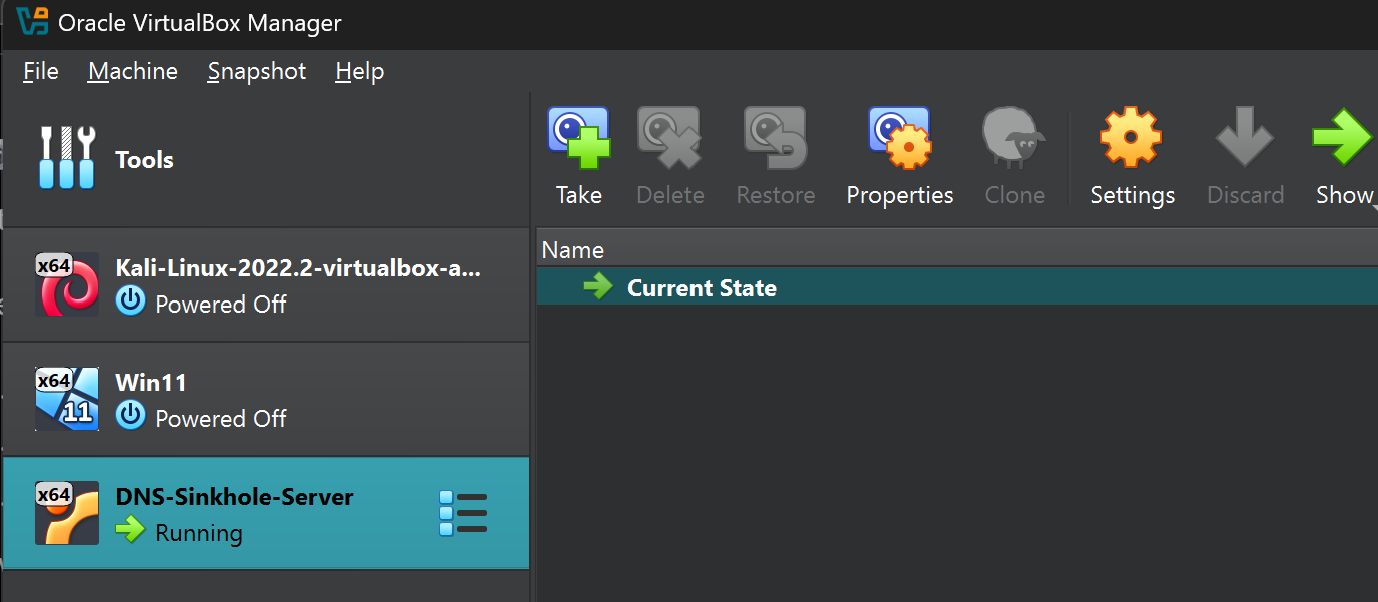 Oracle VirtualBox Manager
File Machine Snapshot Help
Tools
Take Delete Restore Properties Clone Settings Discard Show
Name
Current State
x64 Kali-Linux-2022.2-virtualbox-a...
Powered Off
x64 Win11
11 Powered Off
x64 DNS-Sinkhole-Server
Running